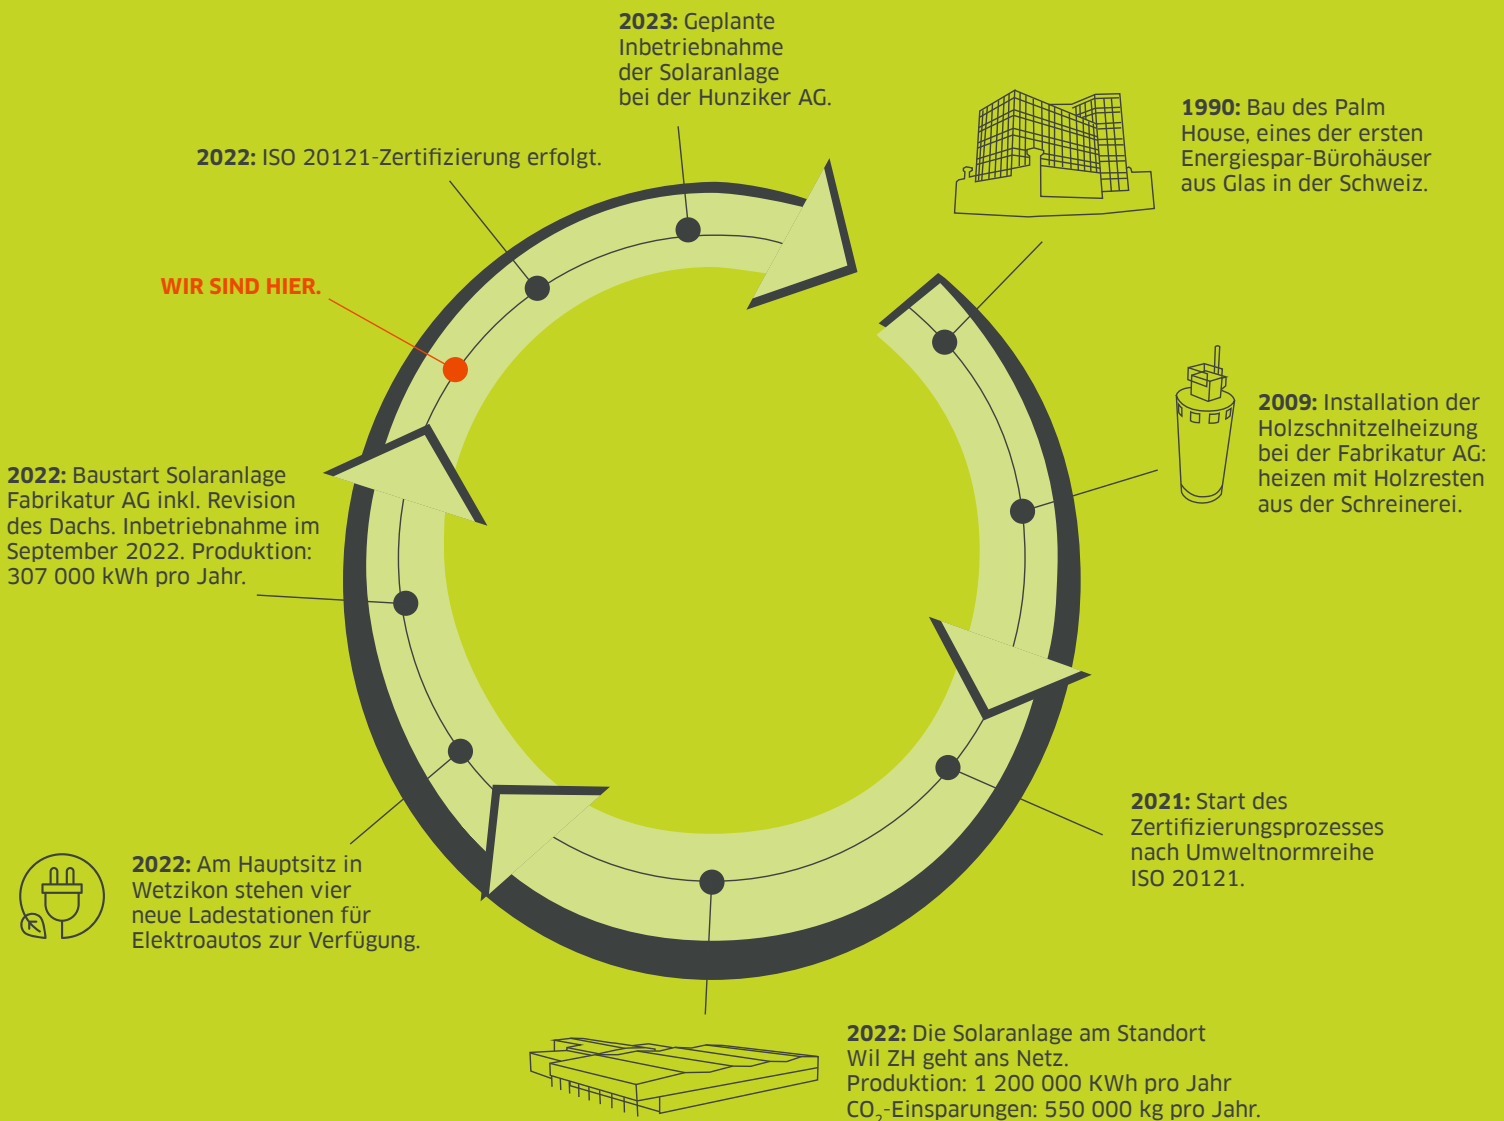 2023: Geplante
Inbetriebnahme
der Solaranlage
bei der Hunziker AG.
1990: Bau des Palm
House, eines der ersten
Energiespar-Bürohäuser
aus Glas in der Schweiz.
2022: ISO 20121-Zertifizierung erfolgt.
WIR SIND HIER.
2009: Installation der
Holzschnitzelheizung
bei der Fabrikatur AG:
heizen mit Holzresten
aus der Schreinerei.
2022: Baustart Solaranlage
Fabrikatur AG inkl. Revision
des Dachs. Inbetriebnahme im
September 2022. Produktion:
307 000 kWh pro Jahr.
2021: Start des
Zertifizierungsprozesses
nach Umweltnormreihe
ISO 20121.
2022: Am Hauptsitz in
Wetzikon stehen vier
neue Ladestationen für
Elektroautos zur Verfügung.
2022: Die Solaranlage am Standort
Wil ZH geht ans Netz.
Produktion: 1 200 000 KWh pro Jahr
CO₂-Einsparungen: 550 000 kg pro Jahr.